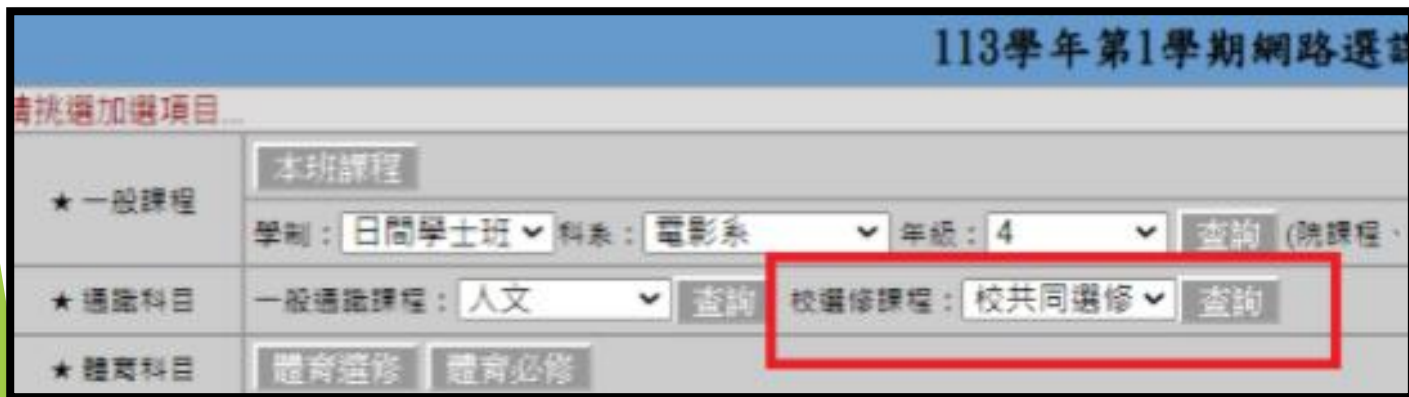 113學年第1學期網路選課
請挑選加選項目...
★ 一般課程
本班課程
學制：日間學士班 科系：電影系 年級：4 查詢 (院課程、
★ 通識科目 一般通識課程：人文 查詢 校選修課程：校共同選修 查詢
★ 體育科目 體育選修 體育必修